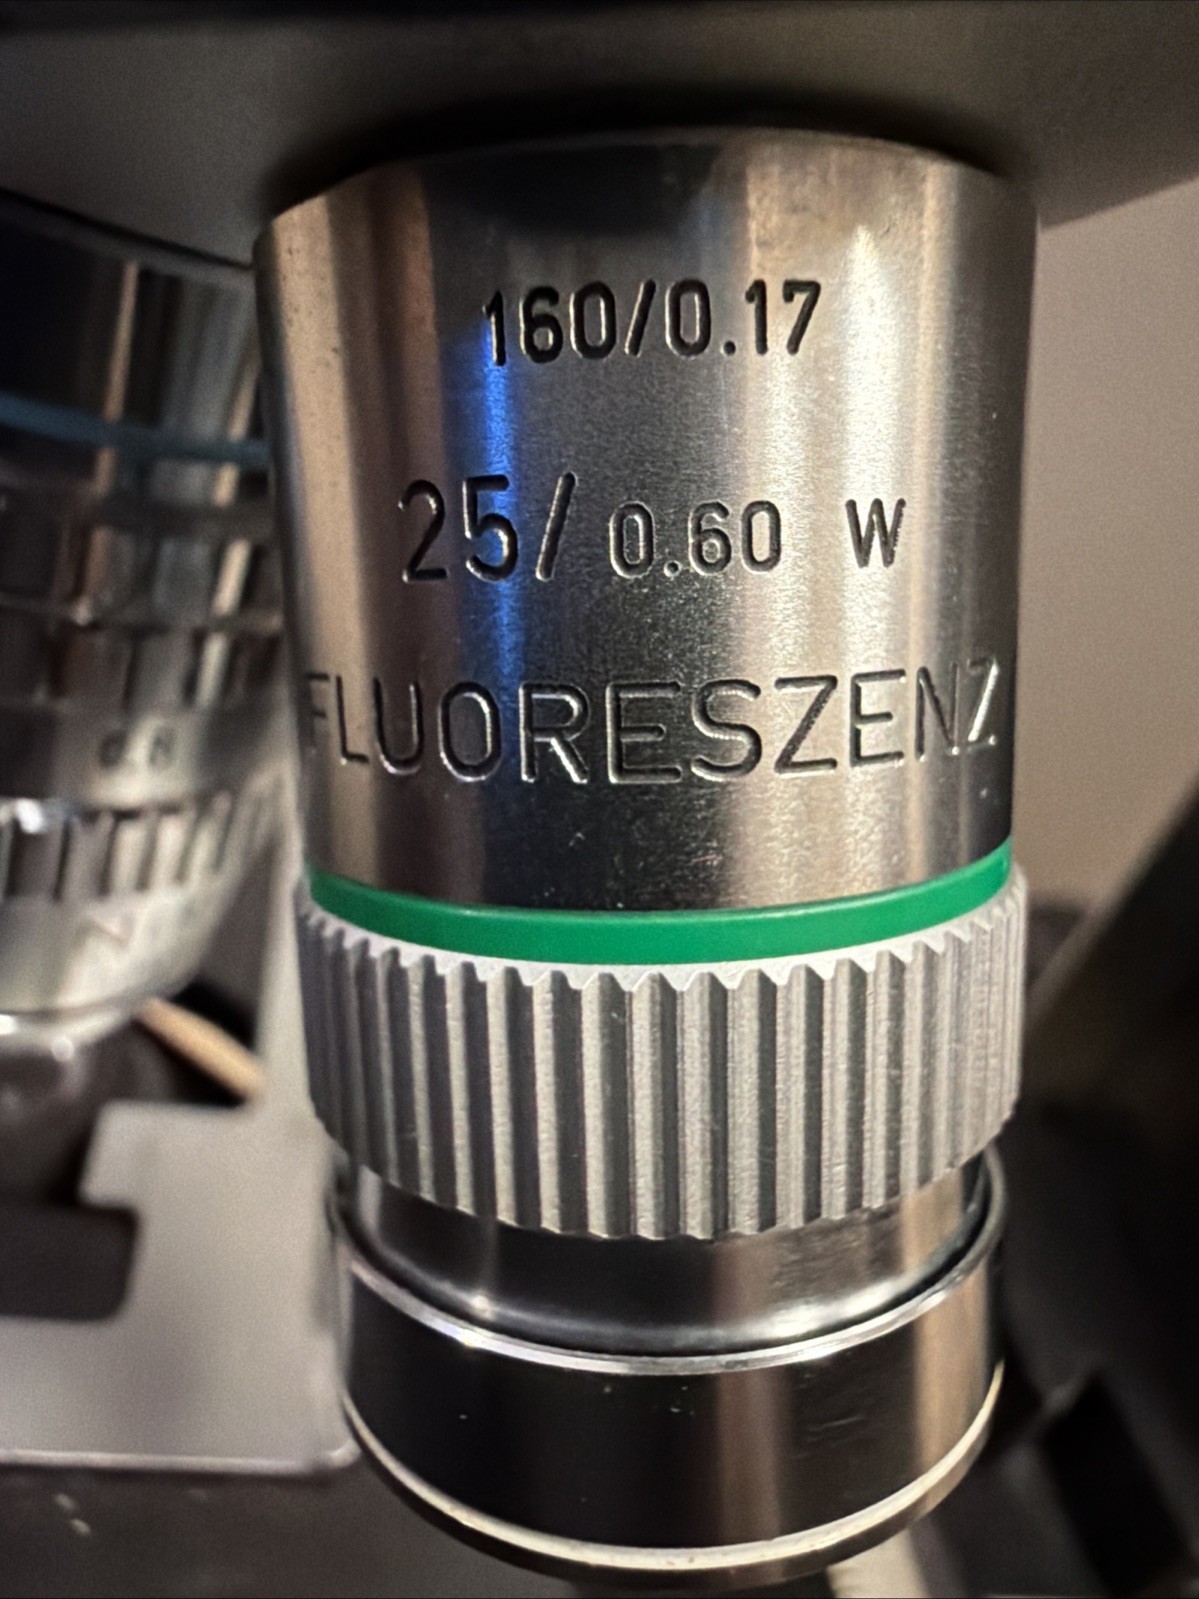 160/0.17
25/ 0.60 W
FLUORESZENZ